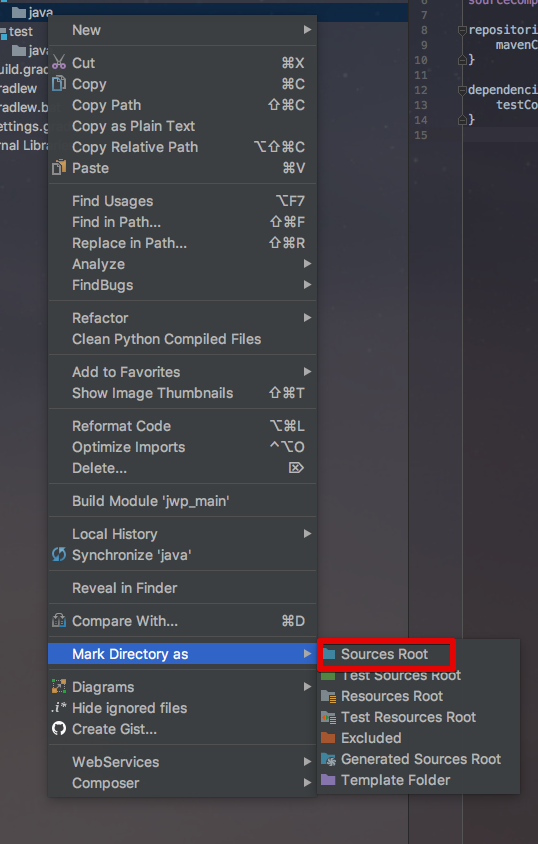 java
test
jav
uild.grad
radlew
radlew.b
ettings.g
rnal Libra
New
Cut ⌘X
Copy ⌘C
Copy Path ⇧⌘C
Copy as Plain Text
Copy Relative Path ⌥⇧⌘C
Paste ⌘V
Find Usages ⌥F7
Find in Path... ⇧⌘F
Replace in Path... ⇧⌘R
Analyze
FindBugs
Refactor
Clean Python Compiled Files
Add to Favorites
Show Image Thumbnails ⇧⌘T
Reformat Code ⌥⌘L
Optimize Imports ^⌥O
Delete... ⌦
Build Module 'jwp_main'
Local History
Synchronize 'java'
Reveal in Finder
Compare With... ⌘D
Mark Directory as
Diagrams
.i* Hide ignored files
Create Gist...
WebServices
Composer
Sources Root
Test Sources Root
Resources Root
Test Resources Root
Excluded
Generated Sources Root
Template Folder
6 sourceComp
7
8 repositori
9 mavenC
10 }
11
12 dependenci
13 testCo
14 }
15